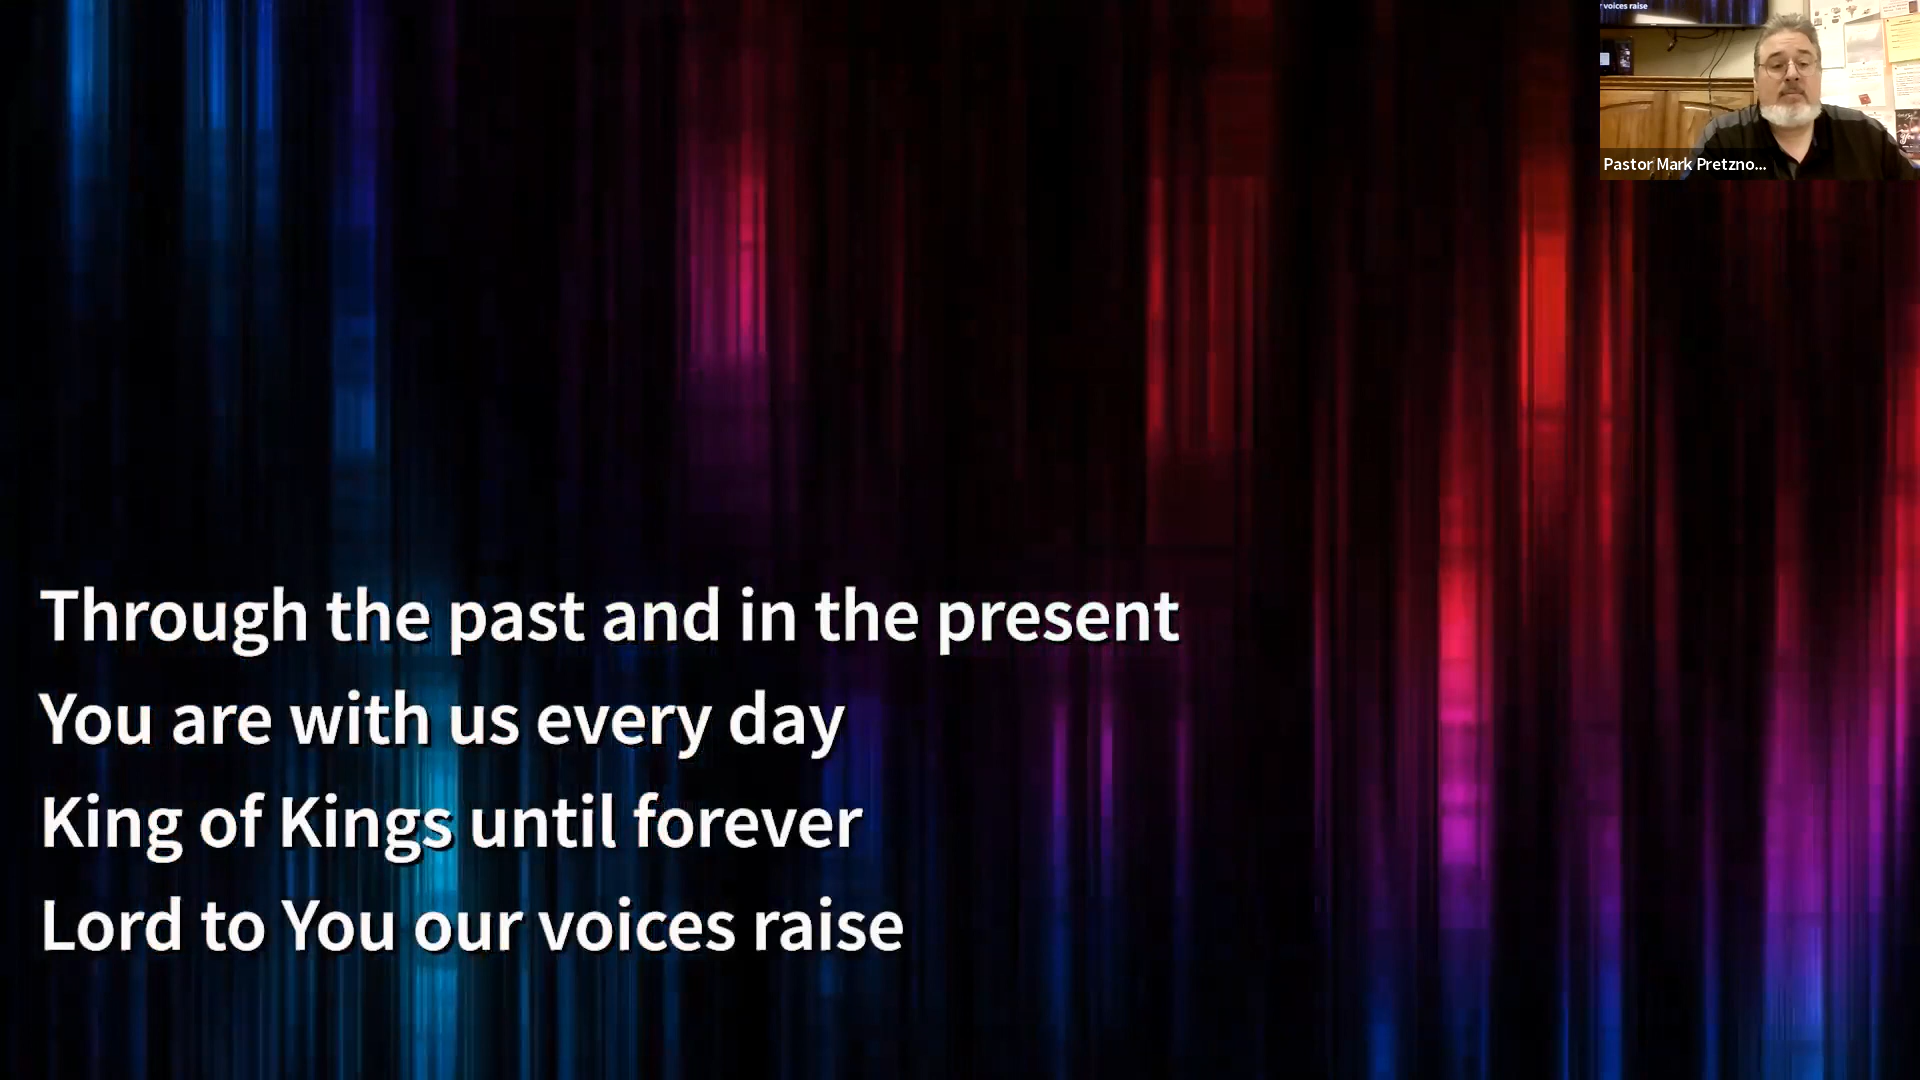 r voices raise
Pastor Mark Pretzno...
Through the past and in the present
You are with us every day
King of Kings until forever
Lord to You our voices raise